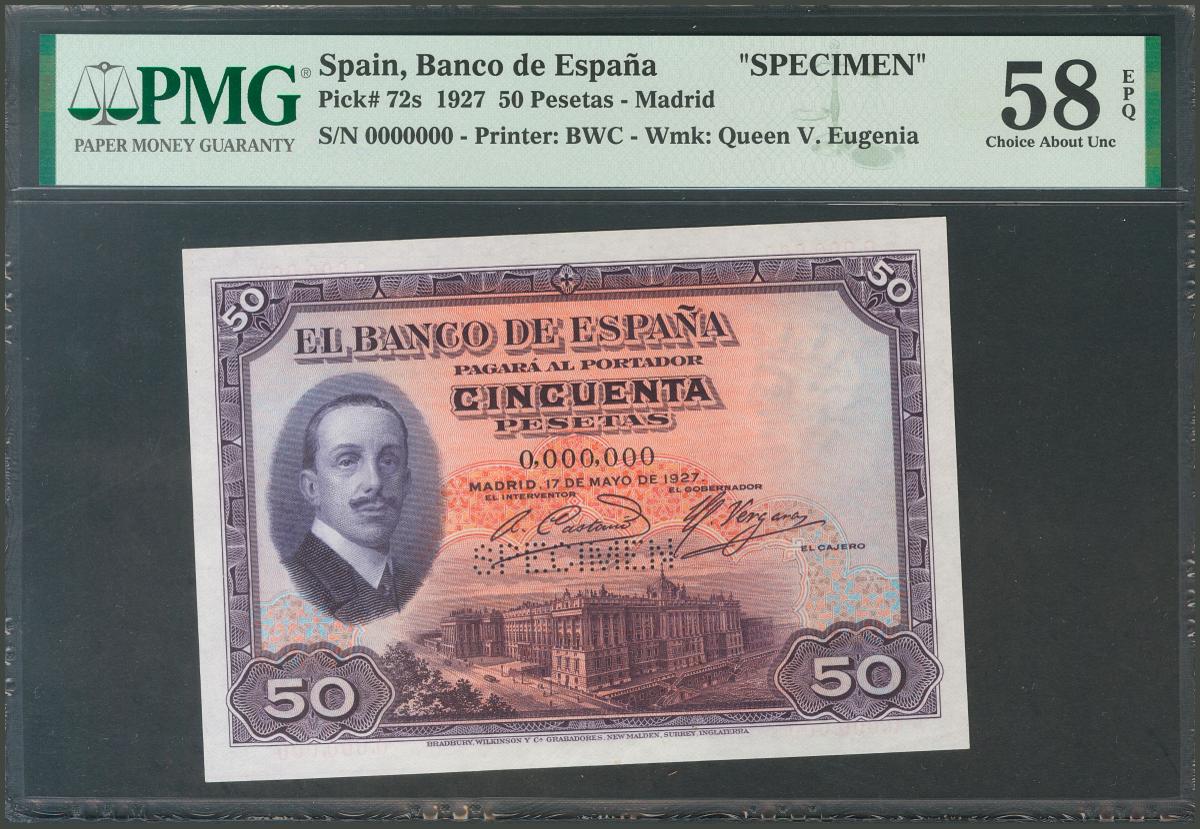 PMG®
PAPER MONEY GUARANTY
Spain, Banco de España "SPECIMEN"
Pick# 72s 1927 50 Pesetas - Madrid
S/N 0000000 - Printer: BWC - Wmk: Queen V. Eugenia
58
EPQ
Choice About Unc
50
50
EL BANCO DE ESPAÑA
PAGARÁ AL PORTADOR
CINCUENTA
PESETAS
0,000,000
MADRID, 17 DE MAYO DE 1927
EL INTERVENTOR
EL GOBERNADOR
EL CAJERO
SPECIMEN
50
50
BRADBURY, WILKINSON Y Cª GRABADORES, NEW MALDEN, SURREY, INGLATERRA